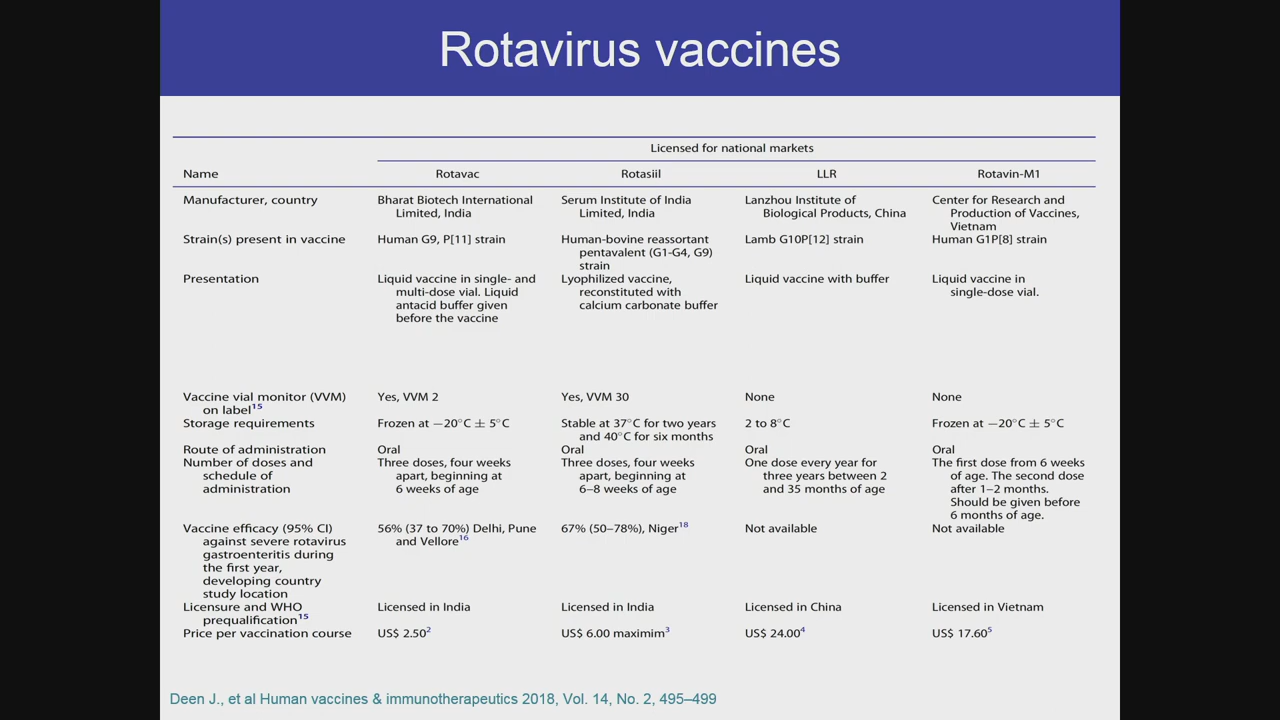 Rotavirus vaccines
Licensed for national markets
Name Rotavac Rotasiil LLR Rotavin-M1
Manufacturer, country Bharat Biotech International Serum Institute of India Lanzhou Institute of Center for Research and
Limited, India Limited, India Biological Products, China Production of Vaccines,
Vietnam
Strain(s) present in vaccine Human G9, P[11] strain Human-bovine reassortant Lamb G10P[12] strain Human G1P[8] strain
pentavalent (G1-G4, G9)
strain
Presentation Liquid vaccine in single- and Lyophilized vaccine, Liquid vaccine with buffer Liquid vaccine in
multi-dose vial. Liquid reconstituted with single-dose vial.
antacid buffer given calcium carbonate buffer
before the vaccine
Vaccine vial monitor (VVM) Yes, VVM 2 Yes, VVM 30 None None
on label15
Storage requirements Frozen at −20°C ± 5°C Stable at 37°C for two years 2 to 8°C Frozen at −20°C ± 5°C
and 40°C for six months
Route of administration Oral Oral Oral Oral
Number of doses and Three doses, four weeks Three doses, four weeks One dose every year for The first dose from 6 weeks
schedule of apart, beginning at apart, beginning at three years between 2 of age. The second dose
administration 6 weeks of age 6–8 weeks of age and 35 months of age after 1–2 months.
Should be given before
6 months of age.
Vaccine efficacy (95% CI) 56% (37 to 70%) Delhi, Pune 67% (50–78%), Niger18 Not available Not available
against severe rotavirus and Vellore16
gastroenteritis during
the first year,
developing country
study location
Licensure and WHO Licensed in India Licensed in India Licensed in China Licensed in Vietnam
prequalification15
Price per vaccination course US$ 2.502 US$ 6.00 maximim3 US$ 24.004 US$ 17.605
Deen J., et al Human vaccines & immunotherapeutics 2018, Vol. 14, No. 2, 495–499